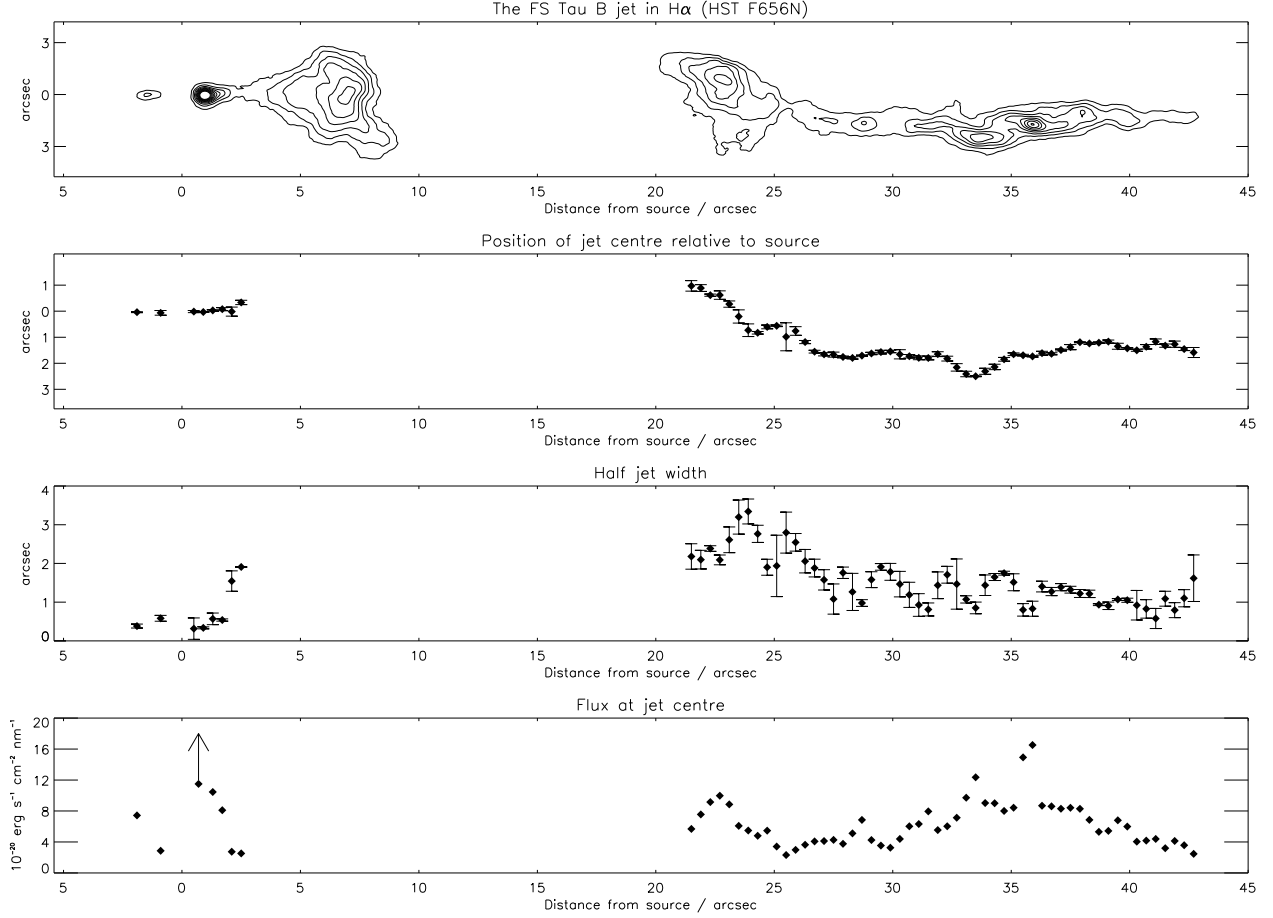 The FS Tau B jet in Hα (HST F656N)
3
0
3
arcsec
5 0 5 10 15 20 25 30 35 40 45
Distance from source / arcsec
Position of jet centre relative to source
1
0
1
2
3
arcsec
5 0 5 10 15 20 25 30 35 40 45
Distance from source / arcsec
Half jet width
4
3
2
1
0
arcsec
5 0 5 10 15 20 25 30 35 40 45
Distance from source / arcsec
Flux at jet centre
20
16
12
8
4
0
10⁻²⁰ erg s⁻¹ cm⁻² nm⁻¹
5 0 5 10 15 20 25 30 35 40 45
Distance from source / arcsec